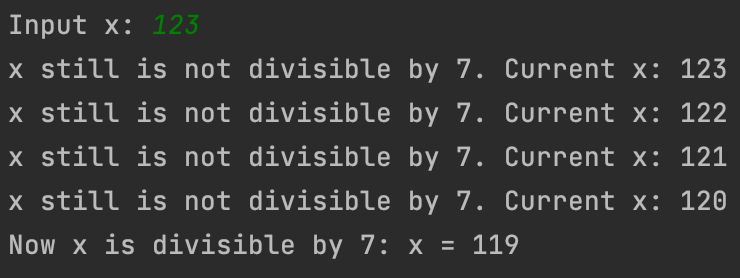 Input x: 123
x still is not divisible by 7. Current x: 123
x still is not divisible by 7. Current x: 122
x still is not divisible by 7. Current x: 121
x still is not divisible by 7. Current x: 120
Now x is divisible by 7: x = 119